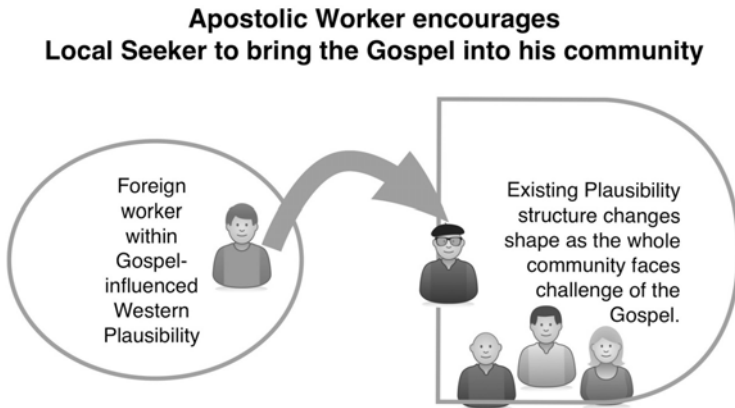 Apostolic Worker encourages
Local Seeker to bring the Gospel into his community
Foreign
worker
within
Gospel-
influenced
Western
Plausibility
Existing Plausibility
structure changes
shape as the whole
community faces
challenge of the
Gospel.